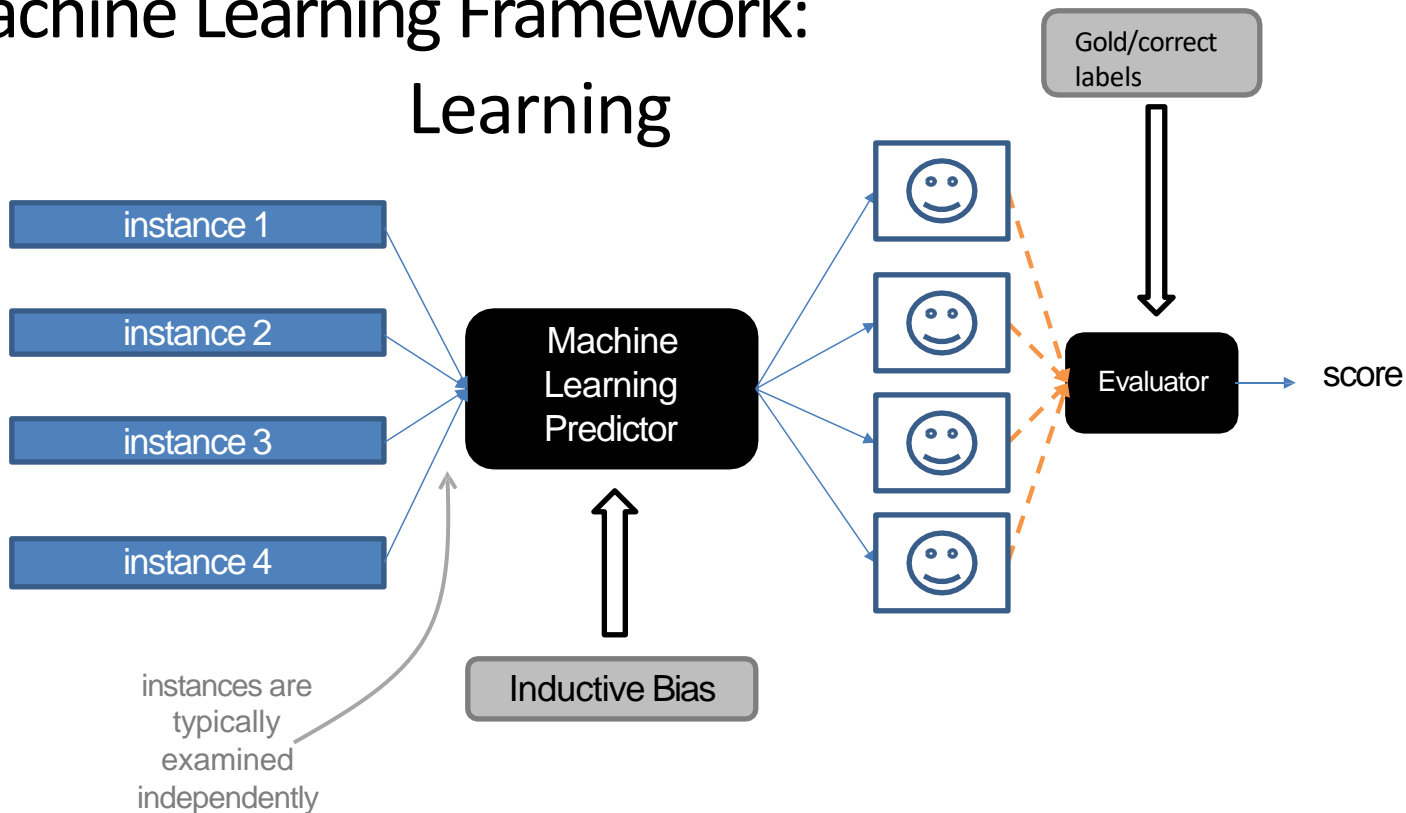 achine Learning Framework:
Learning
Gold/correct
labels
instance 1
instance 2
instance 3
instance 4
Machine
Learning
Predictor
Evaluator
score
Inductive Bias
instances are
typically
examined
independently